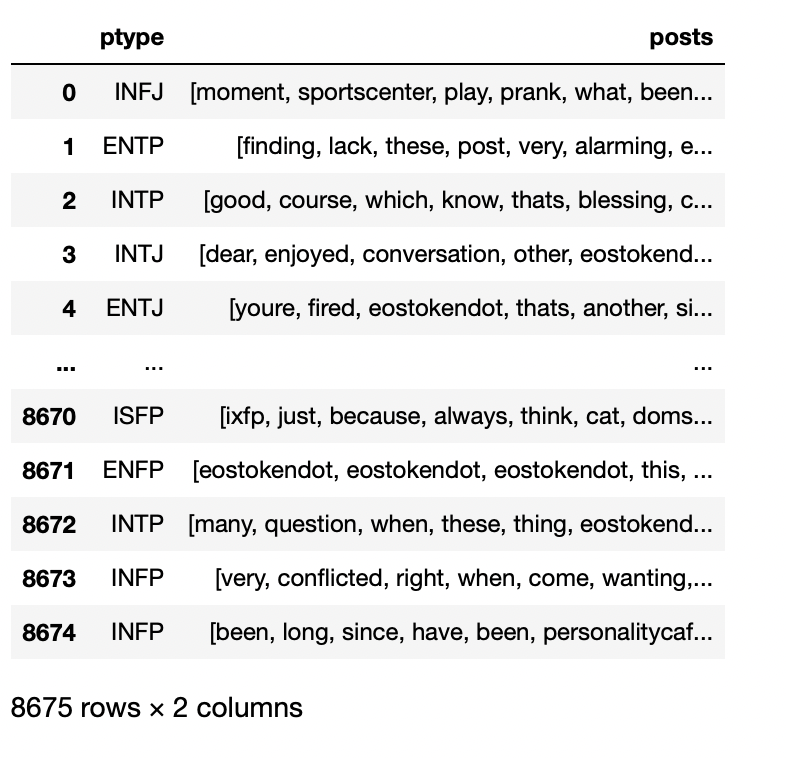 ptype posts
0 INFJ [moment, sportscenter, play, prank, what, been...
1 ENTP [finding, lack, these, post, very, alarming, e...
2 INTP [good, course, which, know, thats, blessing, c...
3 INTJ [dear, enjoyed, conversation, other, eostokend...
4 ENTJ [youre, fired, eostokendot, thats, another, si...
... ... ...
8670 ISFP [ixfp, just, because, always, think, cat, doms...
8671 ENFP [eostokendot, eostokendot, eostokendot, this, ...
8672 INTP [many, question, when, these, thing, eostokend...
8673 INFP [very, conflicted, right, when, come, wanting,...
8674 INFP [been, long, since, have, been, personalitycaf...
8675 rows × 2 columns